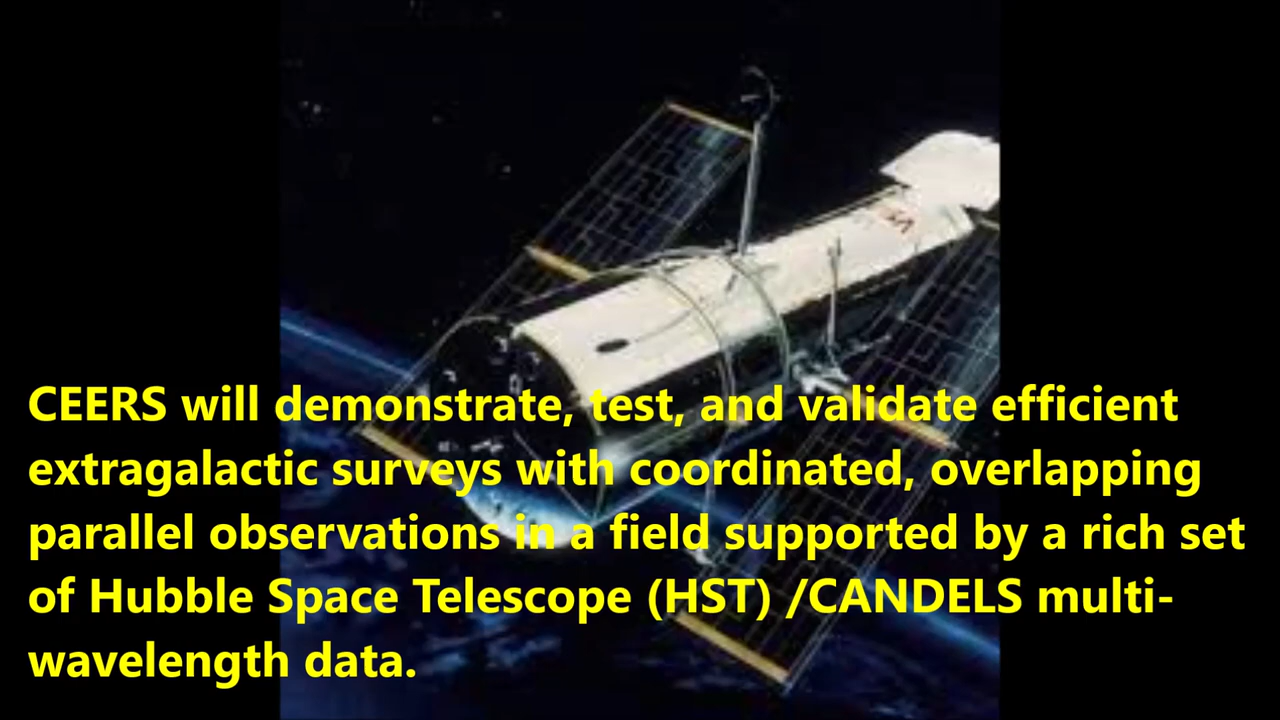 CEERS will demonstrate, test, and validate efficient
extragalactic surveys with coordinated, overlapping
parallel observations in a field supported by a rich set
of Hubble Space Telescope (HST) /CANDELS multi-
wavelength data.